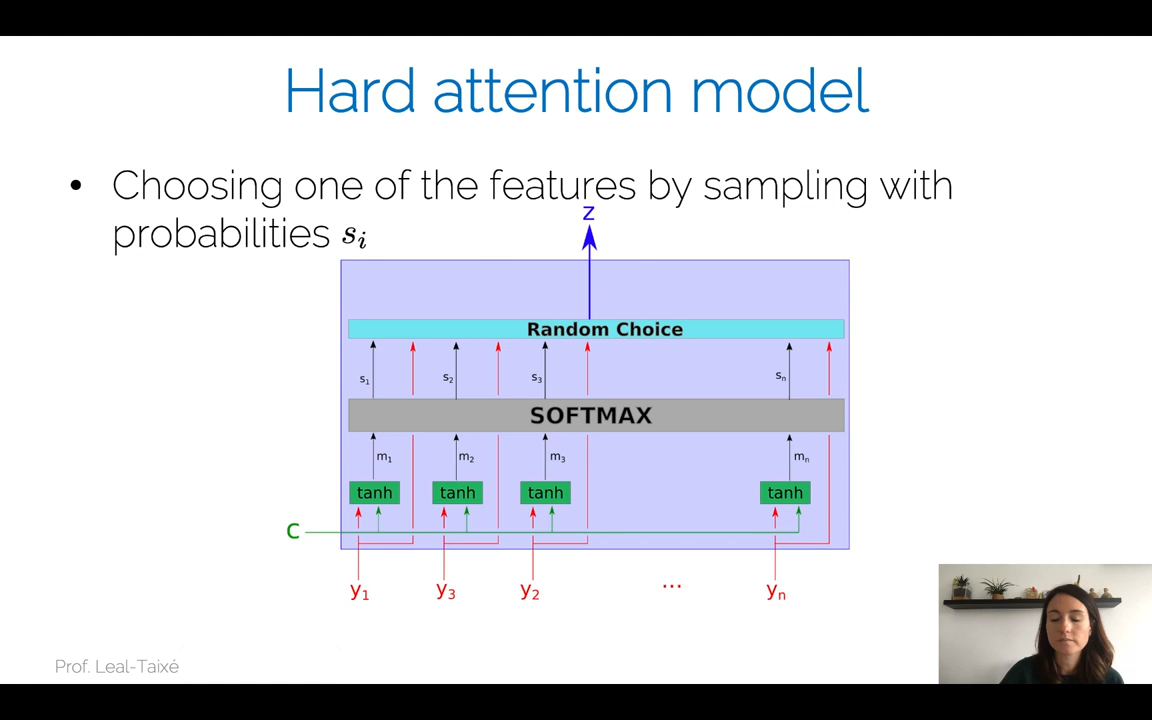 Hard attention model
• Choosing one of the features by sampling with
probabilities sᵢ
z
Random Choice
s₁ s₂ s₃ sₙ
SOFTMAX
m₁ m₂ m₃ mₙ
tanh tanh tanh tanh
C
y₁ y₃ y₂ ... yₙ
Prof. Leal-Taixé